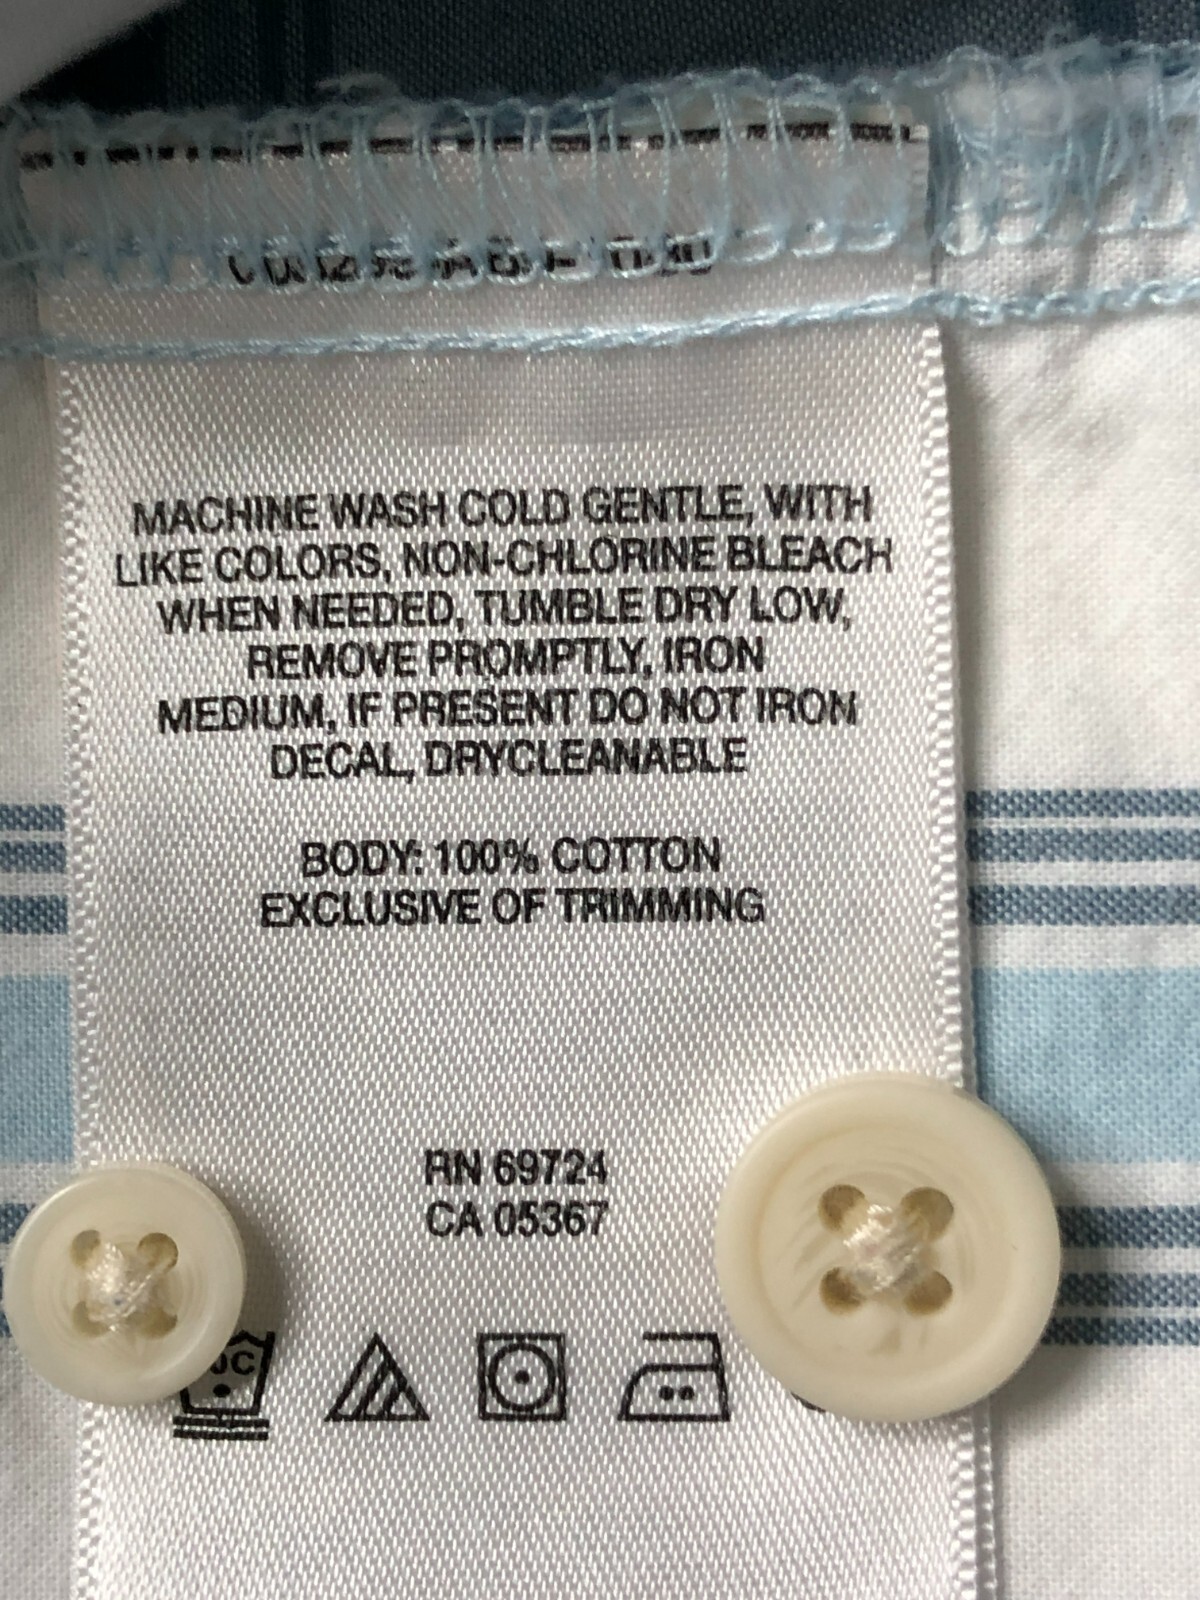 MACHINE WASH COLD GENTLE, WITH
LIKE COLORS, NON-CHLORINE BLEACH
WHEN NEEDED, TUMBLE DRY LOW,
REMOVE PROMPTLY, IRON
MEDIUM, IF PRESENT DO NOT IRON
DECAL, DRYCLEANABLE
BODY: 100% COTTON
EXCLUSIVE OF TRIMMING
RN 69724
CA 05367